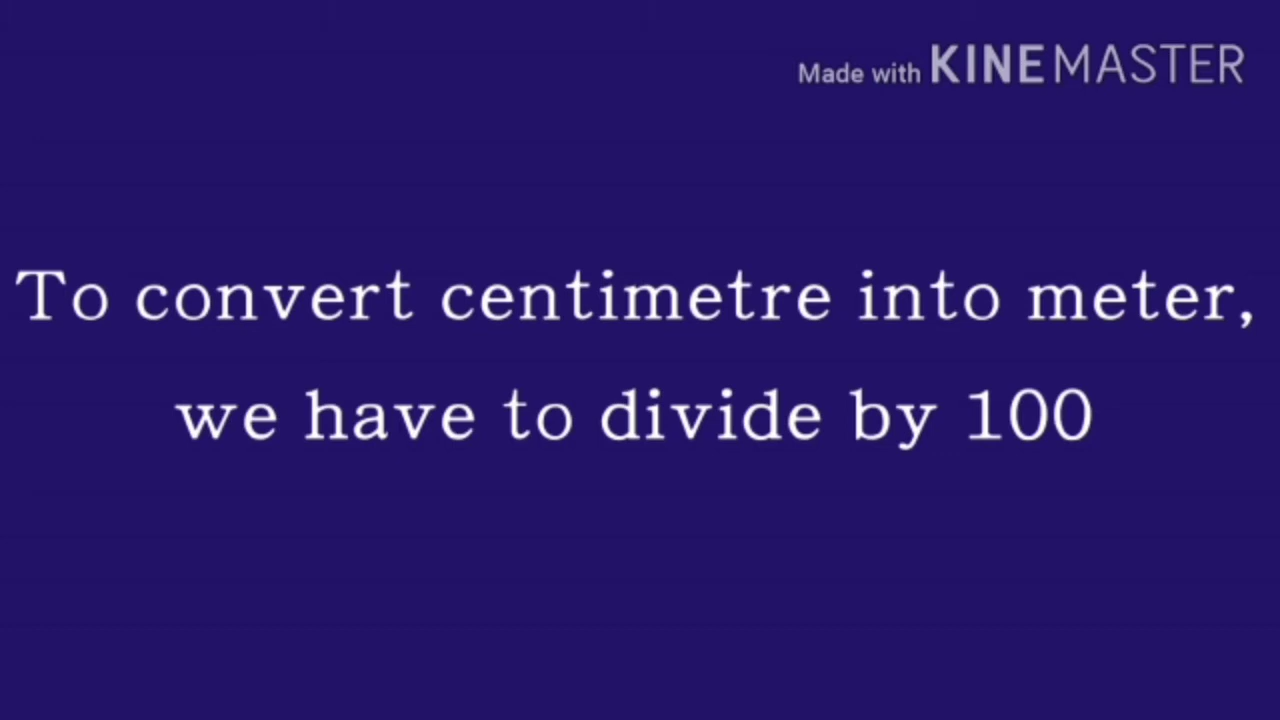 Made with KINEMASTER
To convert centimetre into meter,
we have to divide by 100